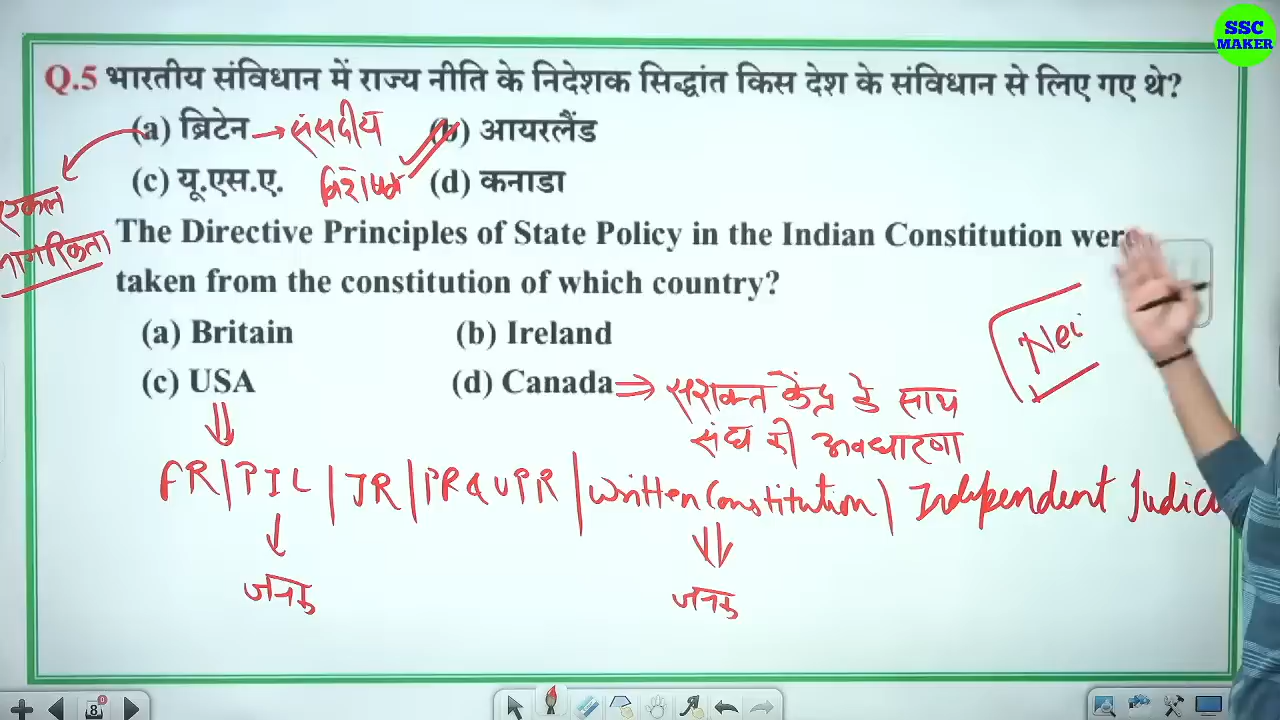 SSC
MAKER
Q.5 भारतीय संविधान में राज्य नीति के निदेशक सिद्धांत किस देश के संविधान से लिए गए थे?
(a) ब्रिटेन → संसदीय (b) आयरलैंड
(c) यू.एस.ए. (d) कनाडा
नागरिकता
The Directive Principles of State Policy in the Indian Constitution were
taken from the constitution of which country?
(a) Britain (b) Ireland
(c) USA (d) Canada ⇒ सशक्त केंद्र के साथ
संघ की अवधारणा
FR | PIL | JR | PR & VPR | Written Constitution | Independent Judic
जनक जनक
8